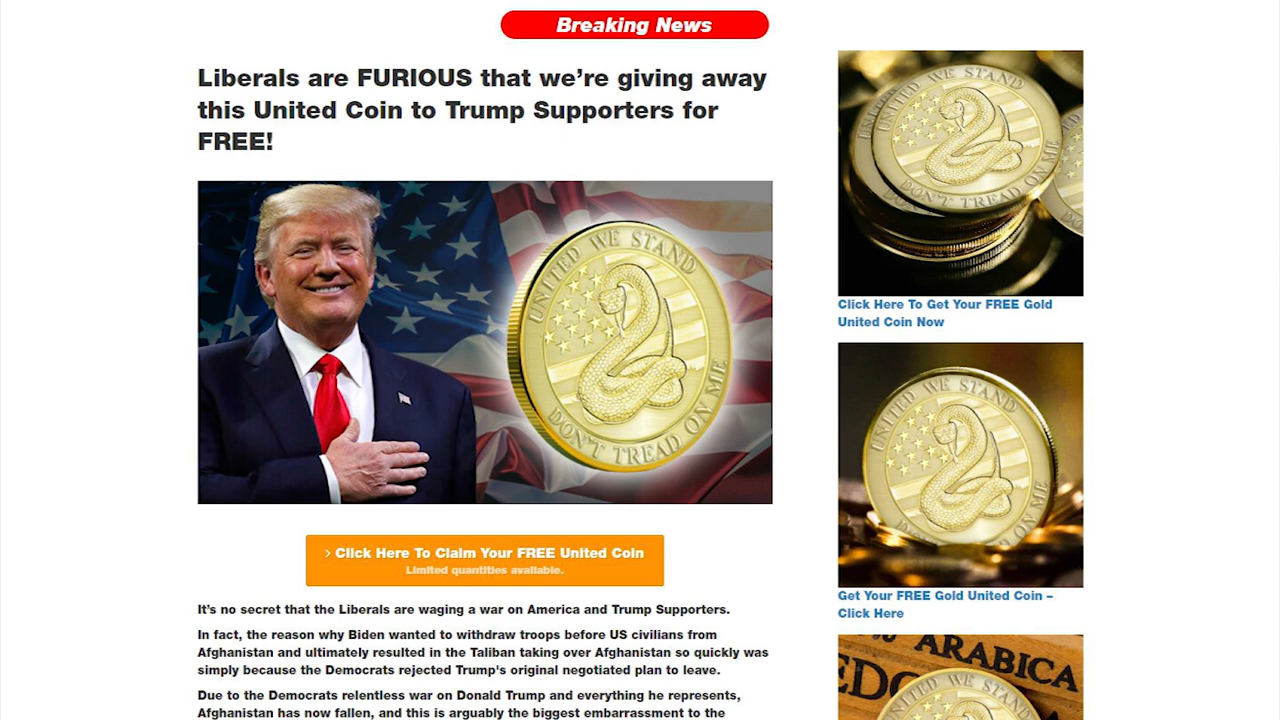 Breaking News
Liberals are FURIOUS that we're giving away
this United Coin to Trump Supporters for
FREE!
UNITED WE STAND
DON'T TREAD ON ME
> Click Here To Claim Your FREE United Coin
Limited quantities available.
It's no secret that the Liberals are waging a war on America and Trump Supporters.
In fact, the reason why Biden wanted to withdraw troops before US civilians from
Afghanistan and ultimately resulted in the Taliban taking over Afghanistan so quickly was
simply because the Democrats rejected Trump's original negotiated plan to leave.
Due to the Democrats relentless war on Donald Trump and everything he represents,
Afghanistan has now fallen, and this is arguably the biggest embarrassment to the
UNITED WE STAND
DON'T TREAD ON ME
Click Here To Get Your FREE Gold
United Coin Now
UNITED WE STAND
DON'T TREAD ON ME
Get Your FREE Gold United Coin –
Click Here
ARABICA
UNITED WE STAND